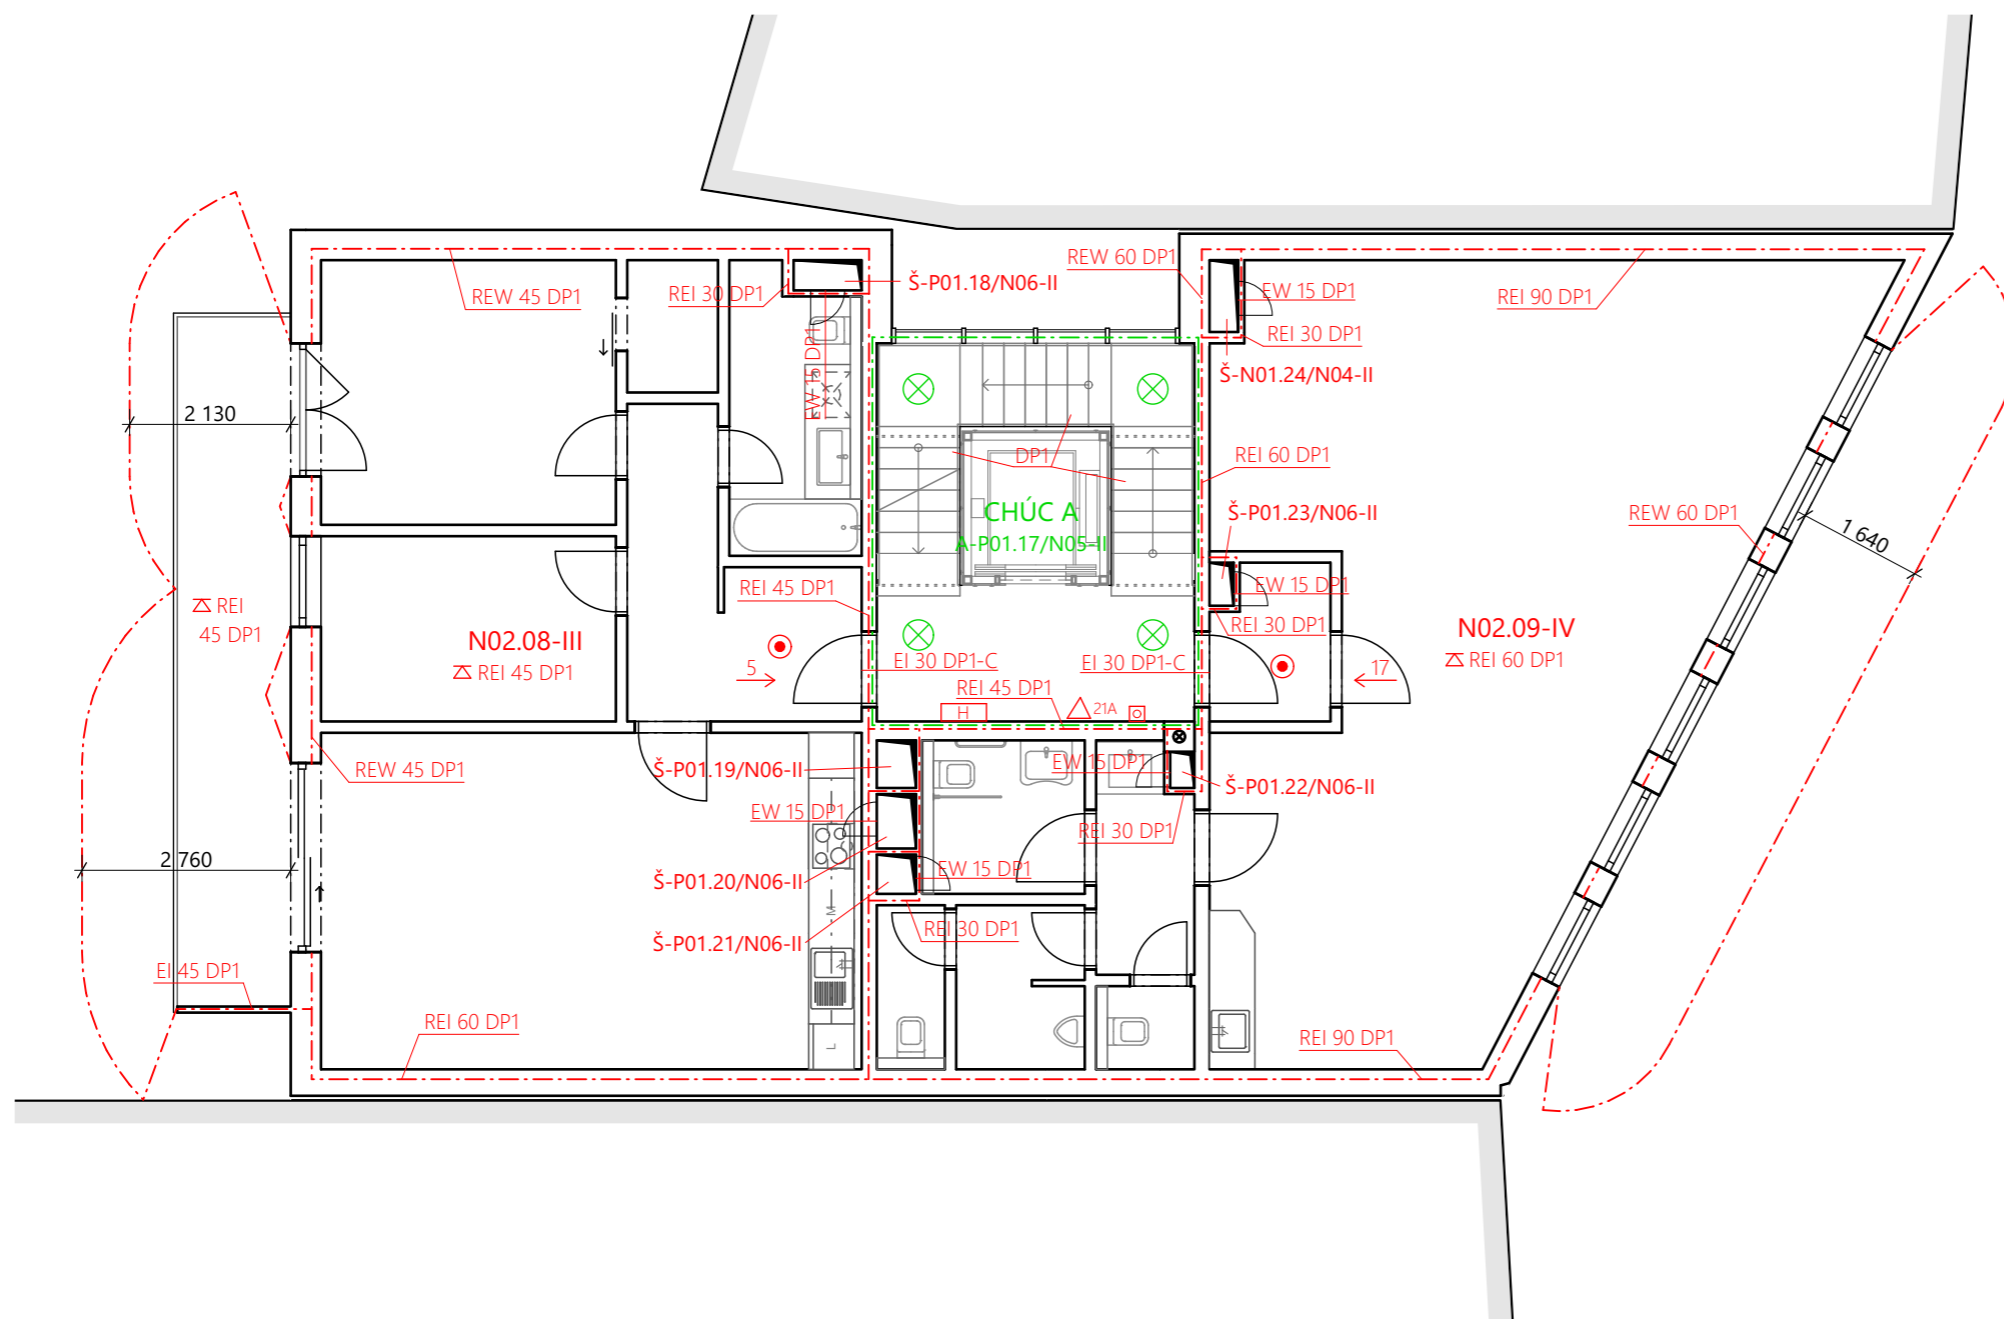 REW 60 DP1
REI 30 DP1
Š-P01.18/N06-II
REW 45 DP1
EW 15 DP1
REI 90 DP1
REI 30 DP1
EW 15 DP1
Š-N01.24/N04-II
2 130
DP1
REI 60 DP1
CHÚC A
A-P01.17/N05-II
Š-P01.23/N06-II
REW 60 DP1
1 640
REI 45 DP1
EW 15 DP1
REI
45 DP1
REI 30 DP1
N02.08-III
REI 45 DP1
N02.09-IV
REI 60 DP1
5
EI 30 DP1-C
EI 30 DP1-C
17
REI 45 DP1
H
21A
REW 45 DP1
Š-P01.19/N06-II
EW 15 DP1
Š-P01.22/N06-II
EW 15 DP1
REI 30 DP1
2 760
EW 15 DP1
Š-P01.20/N06-II
M
REI 30 DP1
Š-P01.21/N06-II
EI 45 DP1
REI 60 DP1
L
REI 90 DP1